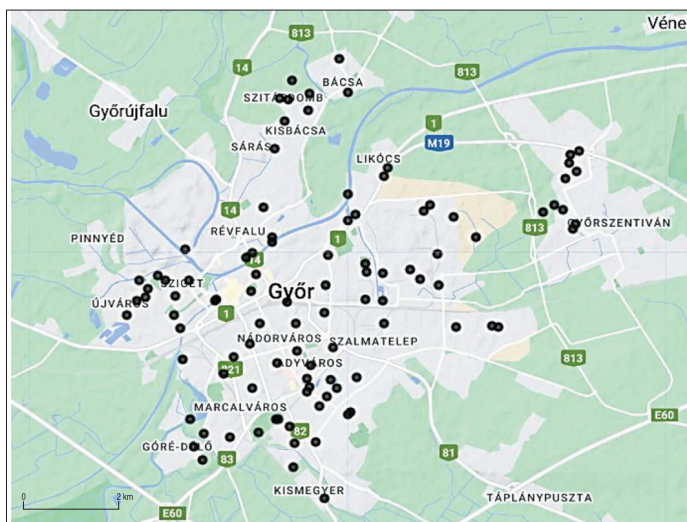 Véne
813
14
BÁCSA
813
SZITÁSDOMB
Győrújfalu
1
KISBÁCSA
M19
SÁRÁS
LIKÓCS
14
RÉVFALU
813
GYŐRSZENTIVÁN
PINNYÉD
1
14
SZIGET
Győr
ÚJVÁROS
1
NÁDORVÁROS
SZALMATELEP
813
ADYVÁROS
821
MARCALVÁROS
E60
82
GÓRÉ-DŰLŐ
81
83
KISMEGYER
TÁPLÁNYPUSZTA
0
2 km
E60